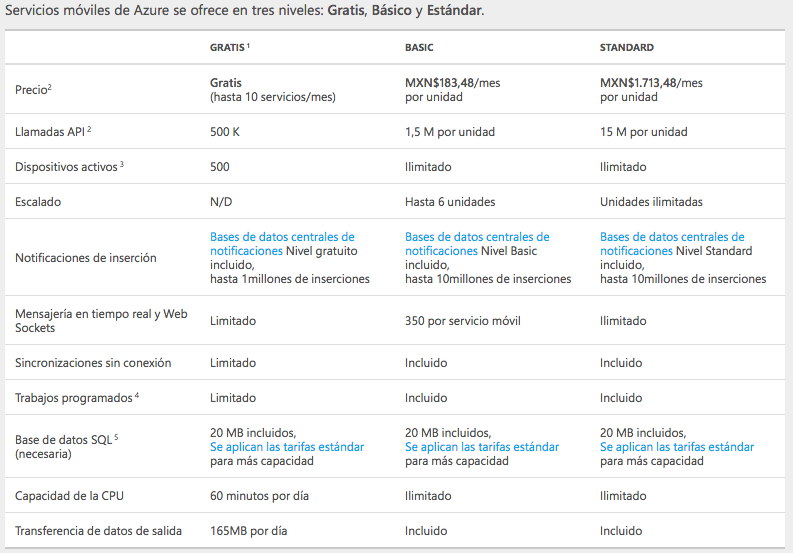 Servicios móviles de Azure se ofrece en tres niveles: Gratis, Básico y Estándar.
GRATIS 1 BASIC STANDARD
Precio2 Gratis (hasta 10 servicios/mes) MXN$183,48/mes por unidad MXN$1.713,48/mes por unidad
Llamadas API 2 500 K 1,5 M por unidad 15 M por unidad
Dispositivos activos 3 500 Ilimitado Ilimitado
Escalado N/D Hasta 6 unidades Unidades ilimitadas
Notificaciones de inserción
Bases de datos centrales de
notificaciones Nivel gratuito
incluido,
hasta 1millones de inserciones
Bases de datos centrales de
notificaciones Nivel Basic
incluido,
hasta 10millones de inserciones
Bases de datos centrales de
notificaciones Nivel Standard
incluido,
hasta 10millones de inserciones
Mensajería en tiempo real y Web
Sockets
Limitado 350 por servicio móvil Ilimitado
Sincronizaciones sin conexión Limitado Incluido Incluido
Trabajos programados 4 Limitado Incluido Incluido
Base de datos SQL 5
(necesaria)
20 MB incluidos,
Se aplican las tarifas estándar
para más capacidad
20 MB incluidos,
Se aplican las tarifas estándar
para más capacidad
20 MB incluidos,
Se aplican las tarifas estándar
para más capacidad
Capacidad de la CPU 60 minutos por día Ilimitado Ilimitado
Transferencia de datos de salida 165MB por día Incluido Incluido